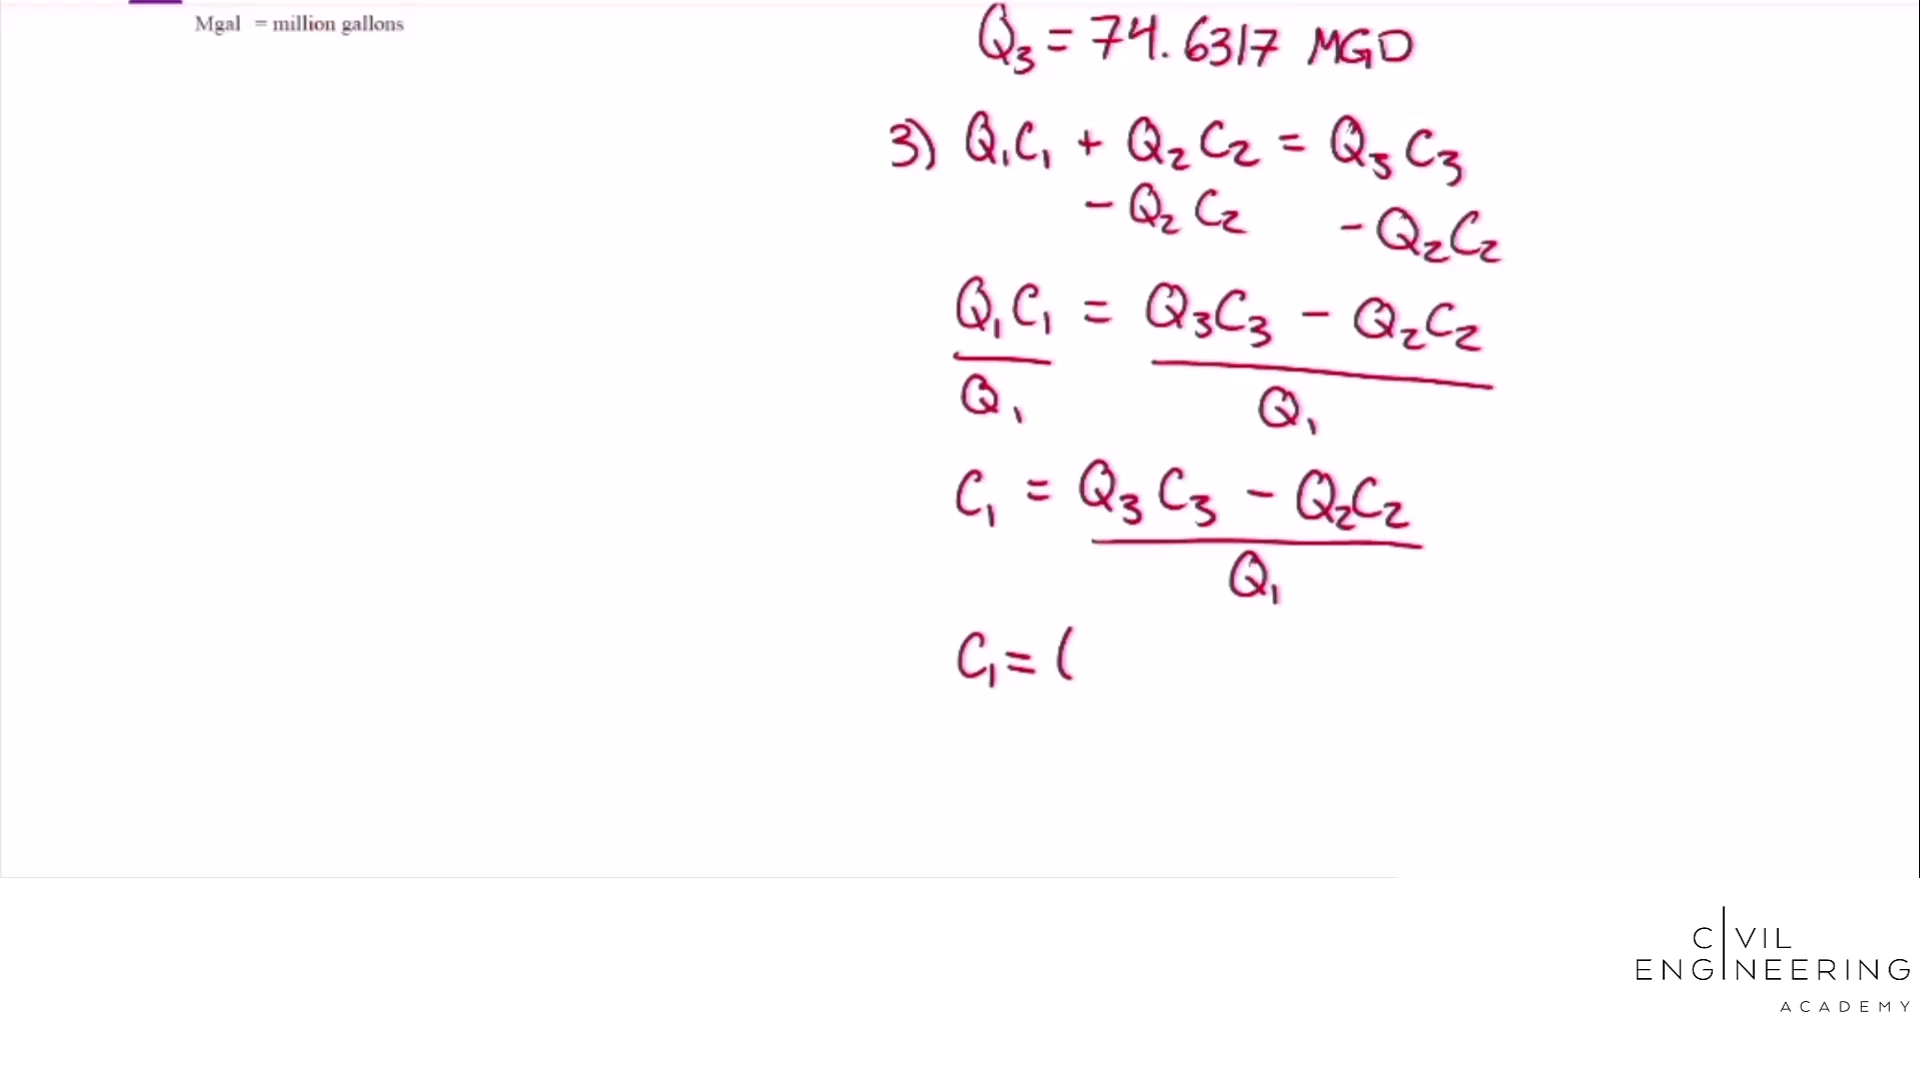 Mgal = million gallons
Q₃ = 74.6317 MGD
3) Q₁C₁ + Q₂C₂ = Q₃C₃
- Q₂C₂ - Q₂C₂
Q₁C₁ = Q₃C₃ - Q₂C₂
Q₁ Q₁
C₁ = Q₃C₃ - Q₂C₂
Q₁
C₁ = (
CIVIL
ENGINEERING
ACADEMY